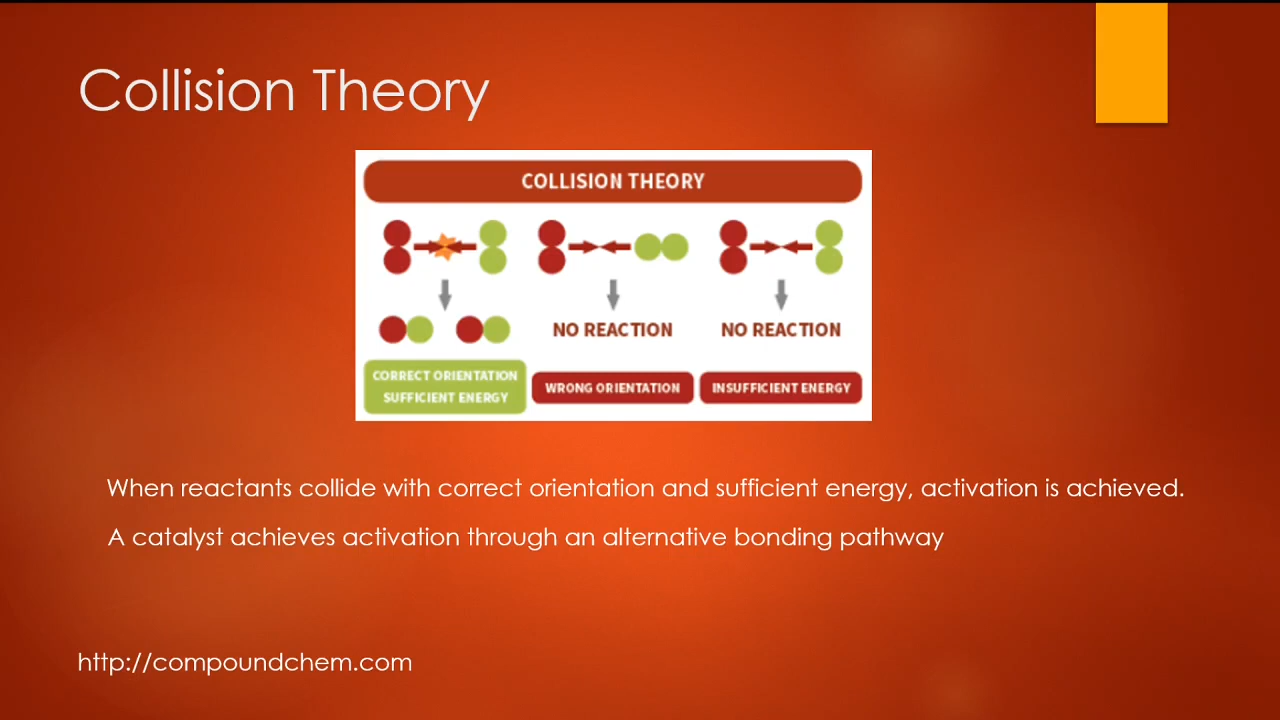 Collision Theory
COLLISION THEORY
NO REACTION
NO REACTION
CORRECT ORIENTATION
SUFFICIENT ENERGY
WRONG ORIENTATION
INSUFFICIENT ENERGY
When reactants collide with correct orientation and sufficient energy, activation is achieved.
A catalyst achieves activation through an alternative bonding pathway
http://compoundchem.com